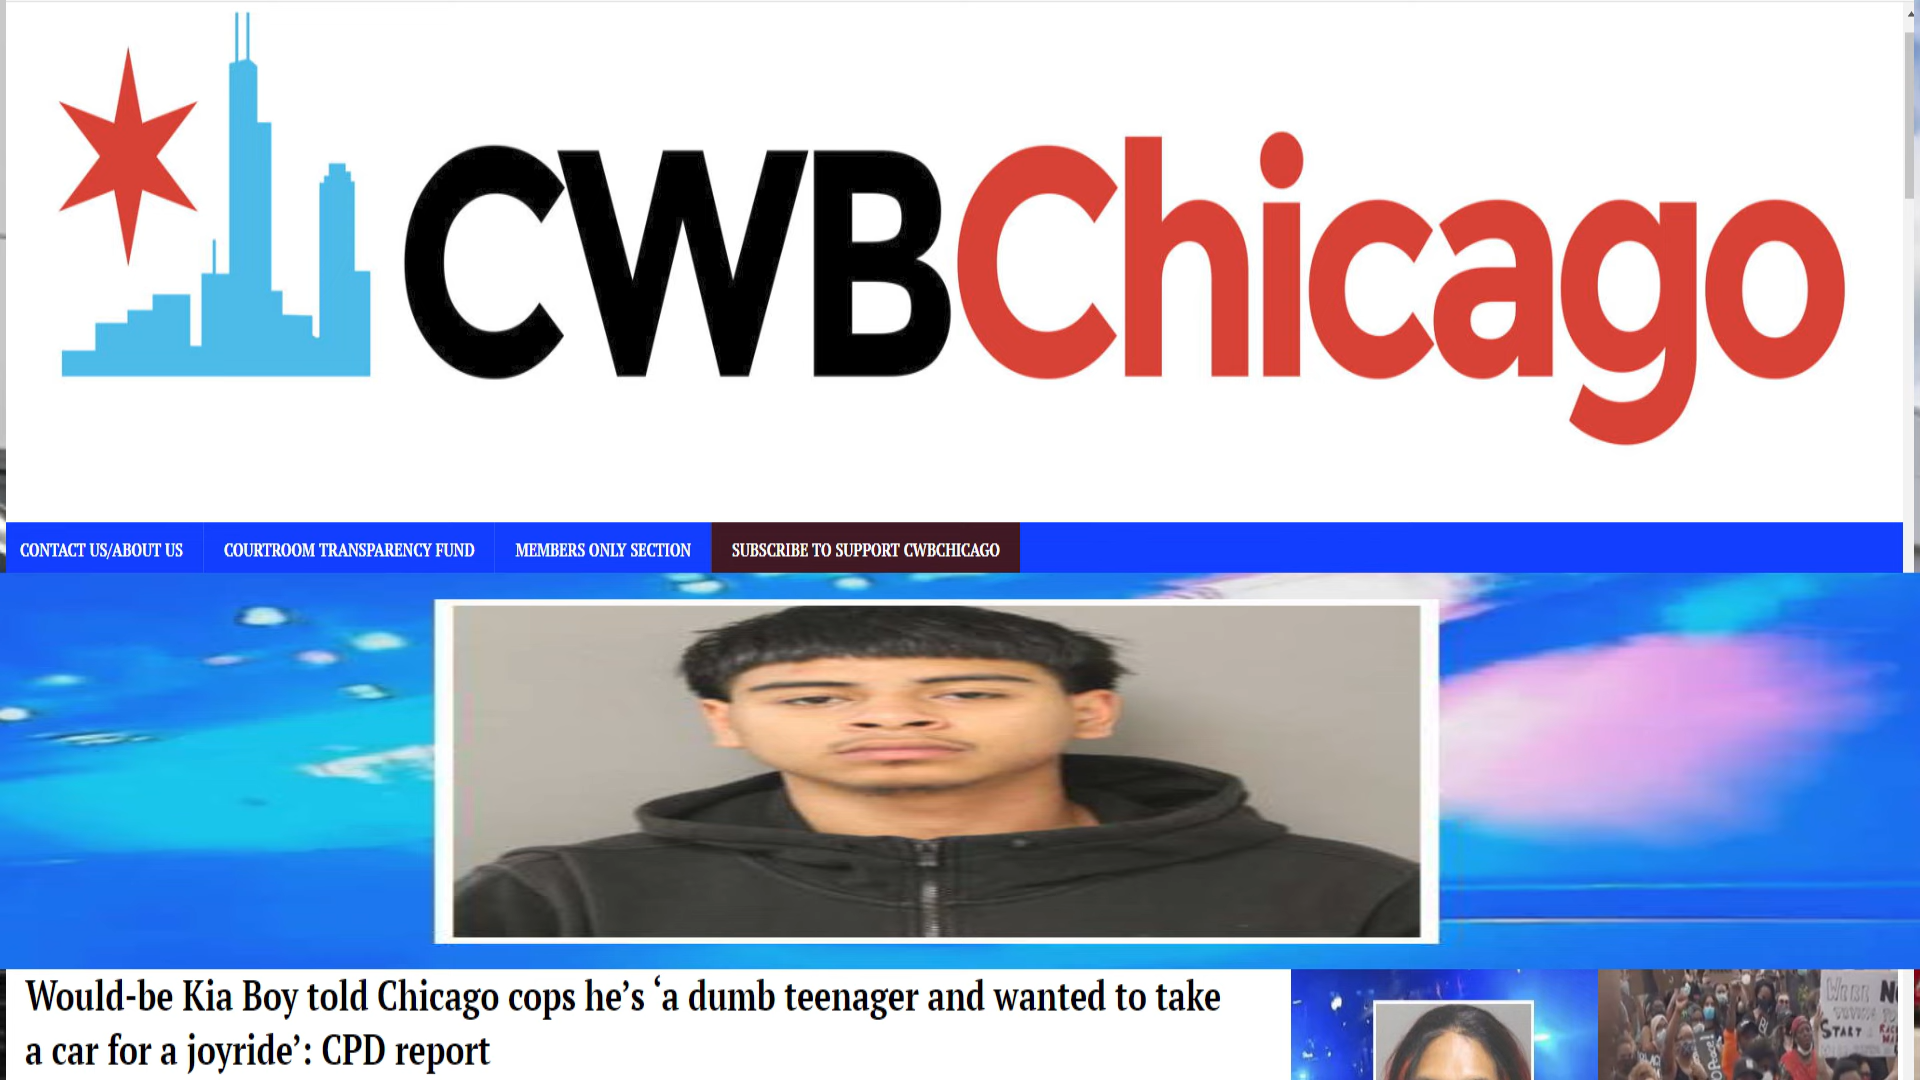 CWBChicago
CONTACT US/ABOUT US
COURTROOM TRANSPARENCY FUND
MEMBERS ONLY SECTION
SUBSCRIBE TO SUPPORT CWBCHICAGO
Would-be Kia Boy told Chicago cops he’s ‘a dumb teenager and wanted to take
a car for a joyride’: CPD report
START